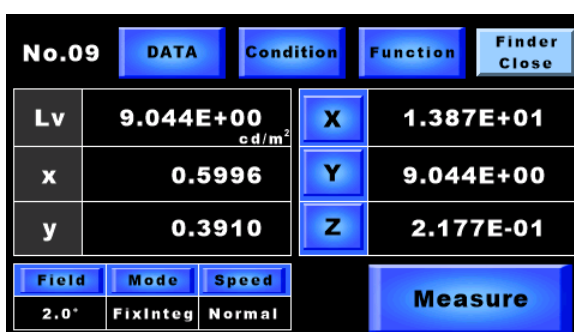 No.09 DATA Condition Function Finder Close
Lv 9.044E+00 cd/m² X 1.387E+01
x 0.5996 Y 9.044E+00
y 0.3910 Z 2.177E-01
Field Mode Speed
2.0° FixInteg Normal
Measure